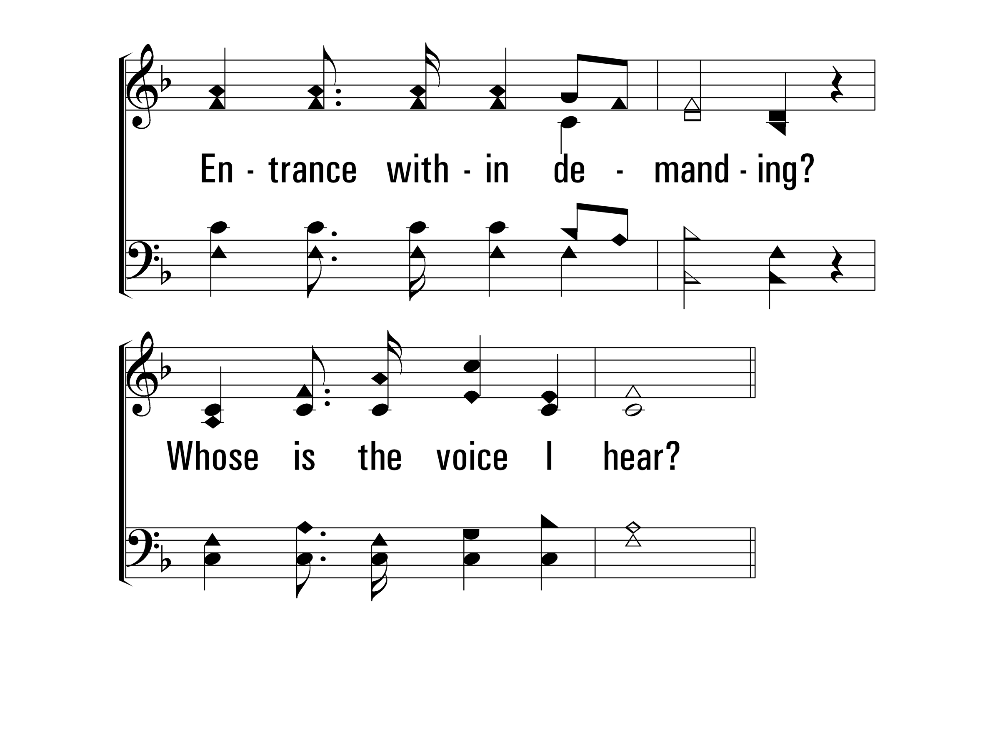 En - trance with - in de - mand - ing?
Whose is the voice I hear?